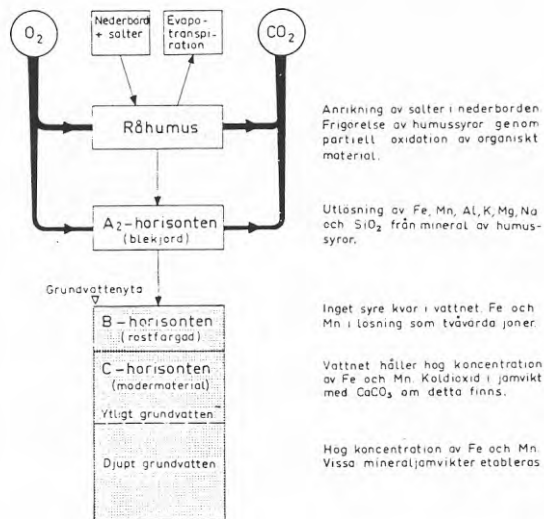 O2
Nederbörd
+ salter
Evapo-
transpi-
ration
CO2
Råhumus
Anrikning av salter i nederbörden.
Frigörelse av humussyror genom
partiell oxidation av organiskt
material.
A2-horisonten
(blekjord)
Utlösning av Fe, Mn, Al, K, Mg, Na
och SiO2 från mineral av humus-
syror.
Grundvattenyta
B-horisonten
(rostfärgad)
Inget syre kvar i vattnet. Fe och
Mn i lösning som tvåvärda joner.
C-horisonten
(modermaterial)
Ytligt grundvatten
Vattnet håller hög koncentration
av Fe och Mn. Koldioxid i jämvikt
med CaCO3 om detta finns.
Djupt grundvatten
Hög koncentration av Fe och Mn.
Vissa mineraljämvikter etableras